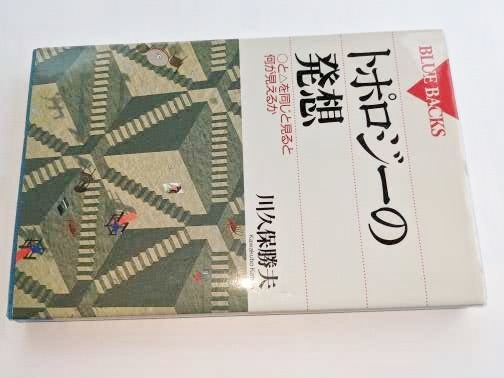 BLUE BACKS
トポロジーの
発想
○と△を同じと見ると
何が見えるか
川久保勝夫